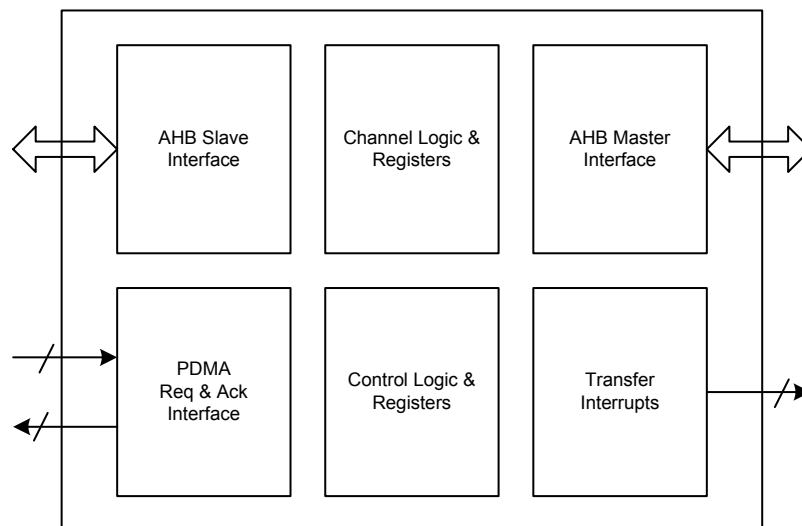 AHB Slave
Interface
Channel Logic &
Registers
AHB Master
Interface
PDMA
Req & Ack
Interface
Control Logic &
Registers
Transfer
Interrupts